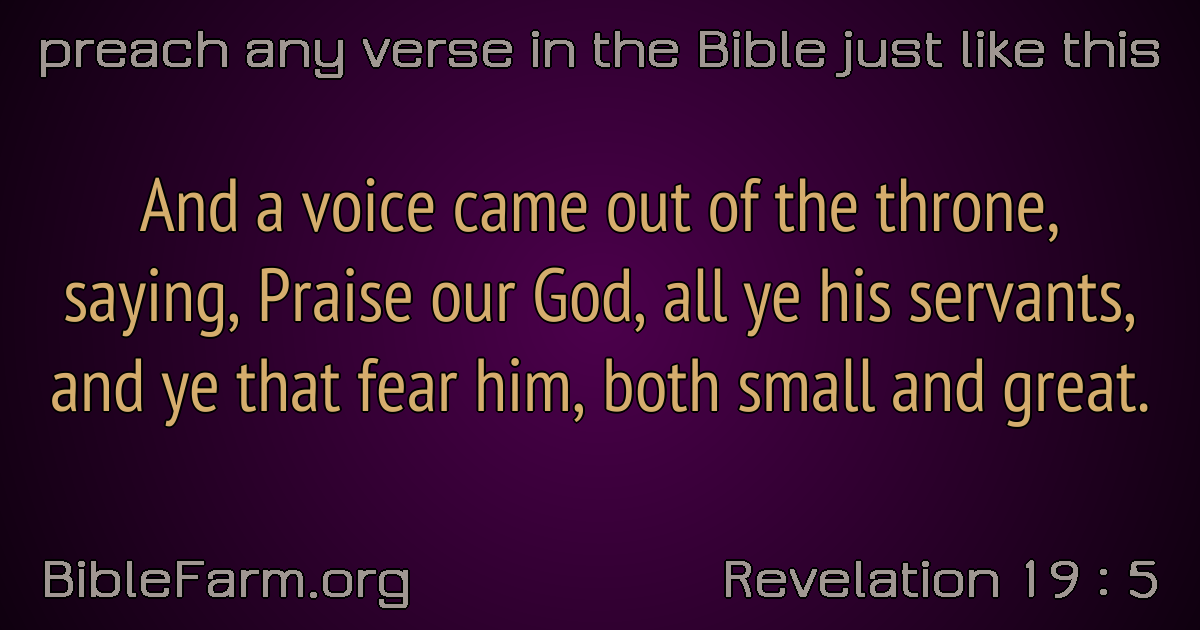 preach any verse in the Bible just like this
And a voice came out of the throne,
saying, Praise our God, all ye his servants,
and ye that fear him, both small and great.
BibleFarm.org
Revelation 19 : 5